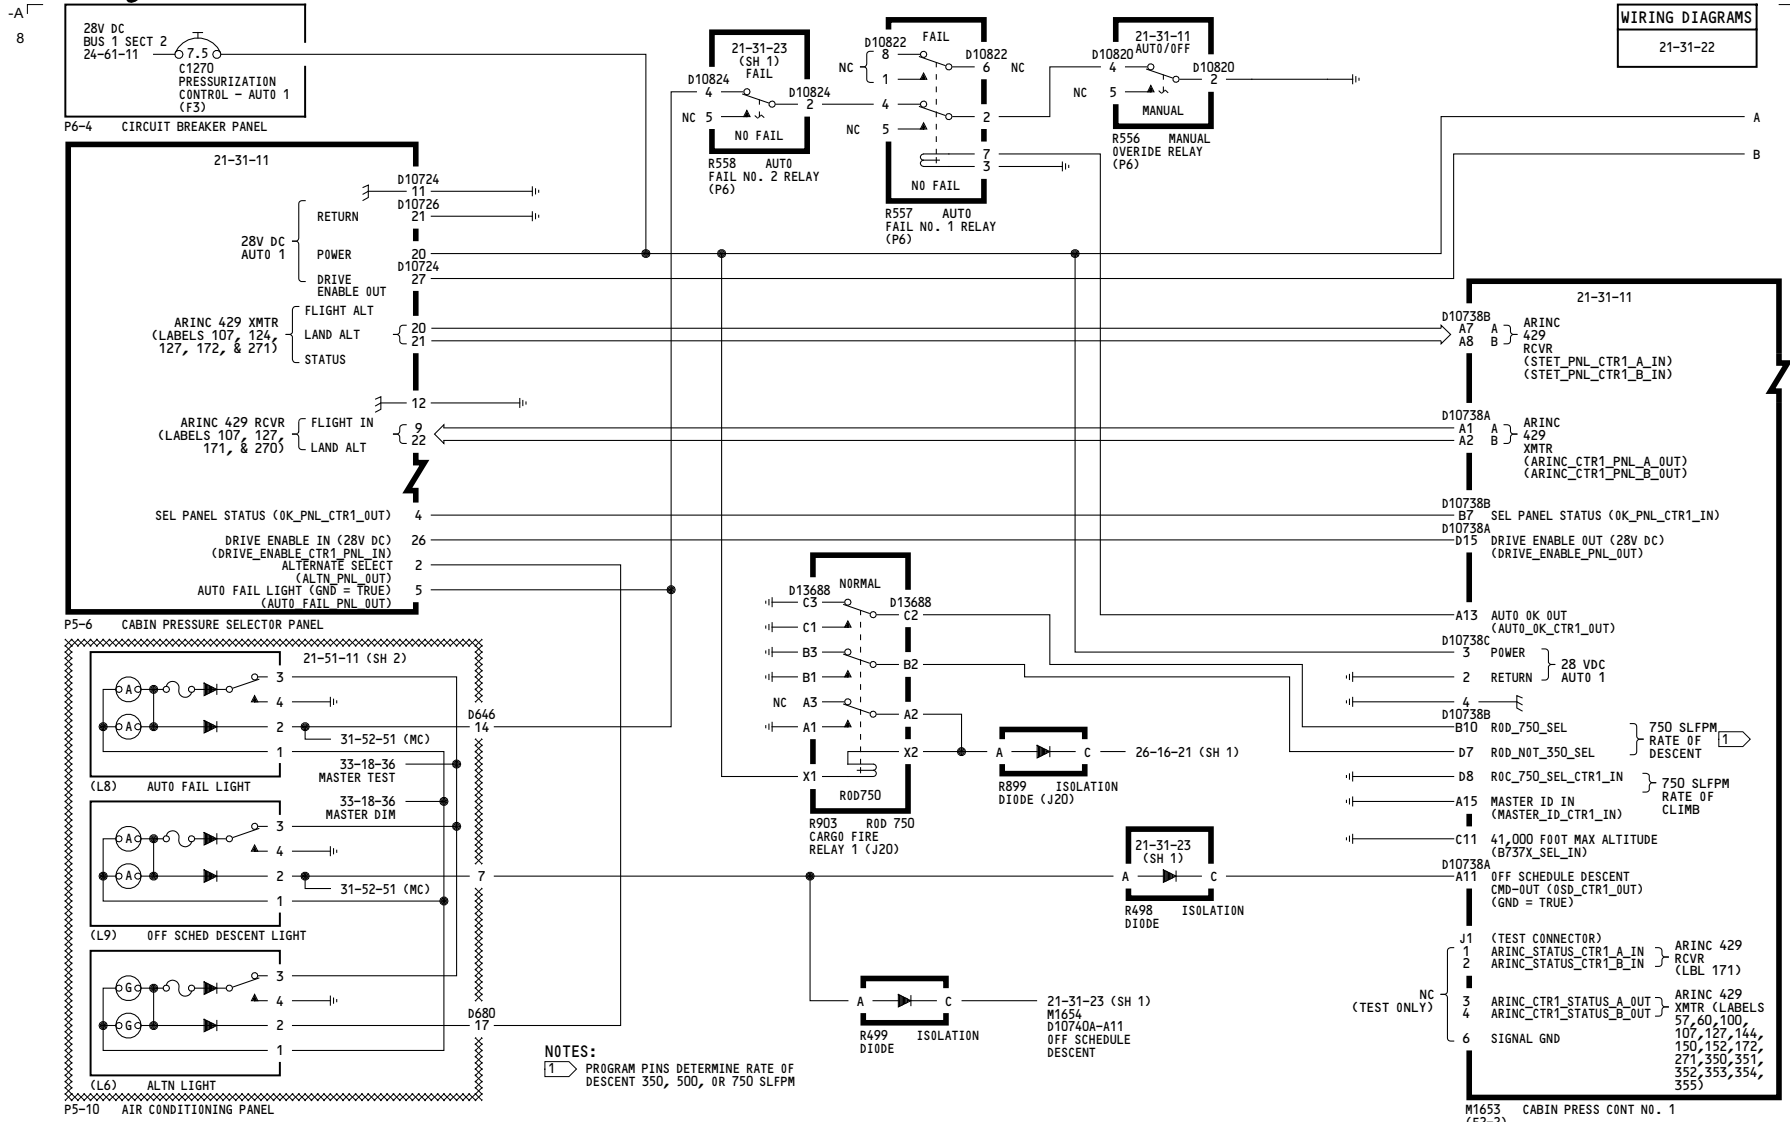 -A
8
28V DC
BUS 1 SECT 2
24-61-11
7.5
C1270
PRESSURIZATION
CONTROL - AUTO 1
(F3)
P6-4 CIRCUIT BREAKER PANEL
21-31-23
(SH 1)
FAIL
D10824
4
D10824
2
NC 5
NO FAIL
R558 AUTO
FAIL NO. 2 RELAY
(P6)
FAIL
D10822
8
D10822
NC
6 NC
1
4
2
NC 5
7
3
NO FAIL
R557 AUTO
FAIL NO. 1 RELAY
(P6)
21-31-11
AUTO/OFF
D10820
4
D10820
2
NC 5
MANUAL
R556 MANUAL
OVERIDE RELAY
(P6)
WIRING DIAGRAMS
21-31-22
A
B
21-31-11
D10724
11
D10726
RETURN 21
28V DC
AUTO 1
POWER 20
D10724
DRIVE 27
ENABLE OUT
FLIGHT ALT
ARINC 429 XMTR
(LABELS 107, 124,
127, 172, & 271)
LAND ALT
20
21
STATUS
12
ARINC 429 RCVR
(LABELS 107, 127,
171, & 270)
FLIGHT IN
LAND ALT
9
22
SEL PANEL STATUS (OK_PNL_CTR1_OUT) 4
DRIVE ENABLE IN (28V DC) 26
(DRIVE_ENABLE_CTR1_PNL_IN)
ALTERNATE SELECT 2
(ALTN_PNL_OUT)
AUTO FAIL LIGHT (GND = TRUE) 5
(AUTO_FAIL_PNL_OUT)
P5-6 CABIN PRESSURE SELECTOR PANEL
21-51-11 (SH 2)
A
A
3
4
2
1
D646
14
31-52-51 (MC)
33-18-36
MASTER TEST
(L8) AUTO FAIL LIGHT
33-18-36
MASTER DIM
A
A
3
4
2
1
7
31-52-51 (MC)
(L9) OFF SCHED DESCENT LIGHT
G
G
3
4
2
1
D680
17
(L6) ALTN LIGHT
P5-10 AIR CONDITIONING PANEL
NOTES:
1 PROGRAM PINS DETERMINE RATE OF
DESCENT 350, 500, OR 750 SLFPM
NORMAL
D13688
C3
D13688
C2
C1
B3
B2
B1
NC A3
A2
A1
X2
X1
ROD750
R903 ROD 750
CARGO FIRE
RELAY 1 (J20)
A C
26-16-21 (SH 1)
R899 ISOLATION
DIODE (J20)
21-31-23
(SH 1)
A C
R498 ISOLATION
DIODE
A C
R499 ISOLATION
DIODE
21-31-23 (SH 1)
M1654
D10740A-A11
OFF SCHEDULE
DESCENT
21-31-11
D10738B
A7 A
A8 B
ARINC
429
RCVR
(STET_PNL_CTR1_A_IN)
(STET_PNL_CTR1_B_IN)
D10738A
A1 A
A2 B
ARINC
429
XMTR
(ARINC_CTR1_PNL_A_OUT)
(ARINC_CTR1_PNL_B_OUT)
D10738B
B7 SEL PANEL STATUS (OK_PNL_CTR1_IN)
D10738A
D15 DRIVE ENABLE OUT (28V DC)
(DRIVE_ENABLE_PNL_OUT)
A13 AUTO OK OUT
(AUTO_OK_CTR1_OUT)
D10738C
3 POWER
28 VDC
AUTO 1
2 RETURN
4
D10738B
B10 ROD_750_SEL
D7 ROD_NOT_350_SEL
750 SLFPM
RATE OF
DESCENT
1
D8 ROC_750_SEL_CTR1_IN
750 SLFPM
RATE OF
CLIMB
A15 MASTER ID IN
(MASTER_ID_CTR1_IN)
C11 41,000 FOOT MAX ALTITUDE
(B737X_SEL_IN)
D10738A
A11 OFF SCHEDULE DESCENT
CMD-OUT (OSD_CTR1_OUT)
(GND = TRUE)
J1 (TEST CONNECTOR)
1 ARINC_STATUS_CTR1_A_IN
2 ARINC_STATUS_CTR1_B_IN
ARINC 429
RCVR
(LBL 171)
NC
(TEST ONLY)
3 ARINC_CTR1_STATUS_A_OUT
4 ARINC_CTR1_STATUS_B_OUT
ARINC 429
XMTR (LABELS
57,60,100,
107,127,144,
150,152,172,
271,350,351,
352,353,354,
355)
6 SIGNAL GND
M1653 CABIN PRESS CONT NO. 1